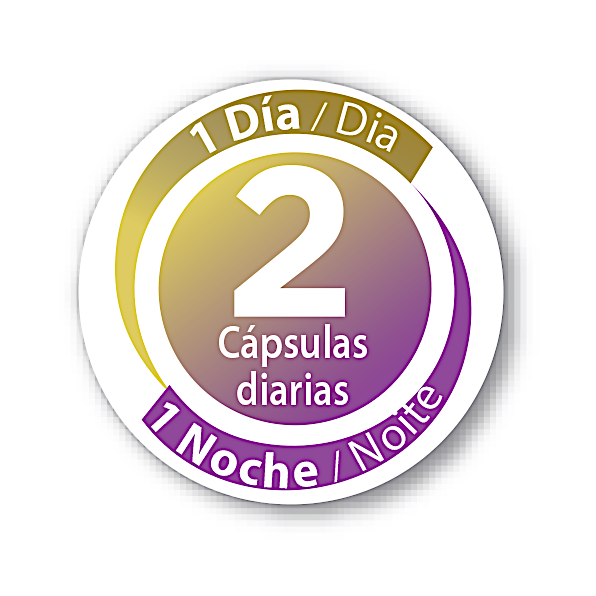 1 Día / Dia
2
Cápsulas
diarias
1 Noche / Noite